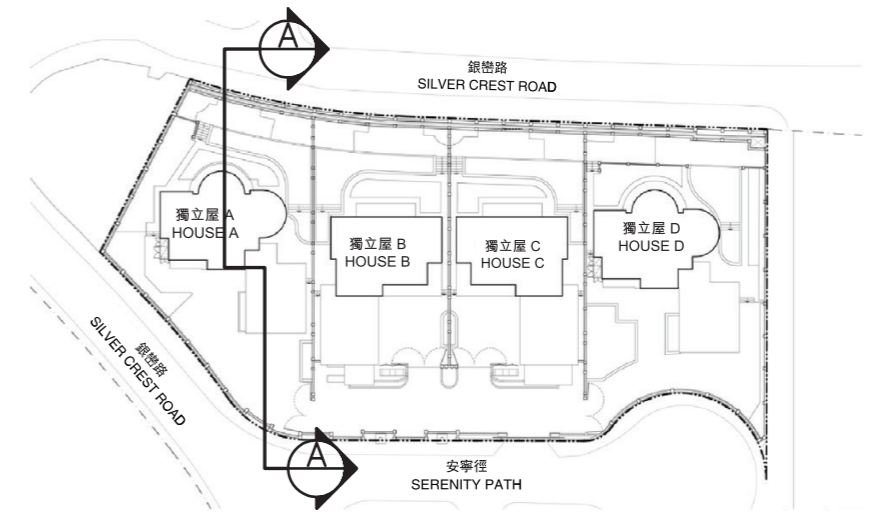 A
銀巒路
SILVER CREST ROAD
獨立屋 A
HOUSE A
獨立屋 B
HOUSE B
獨立屋 C
HOUSE C
獨立屋 D
HOUSE D
銀巒路
SILVER CREST ROAD
A
安寧徑
SERENITY PATH